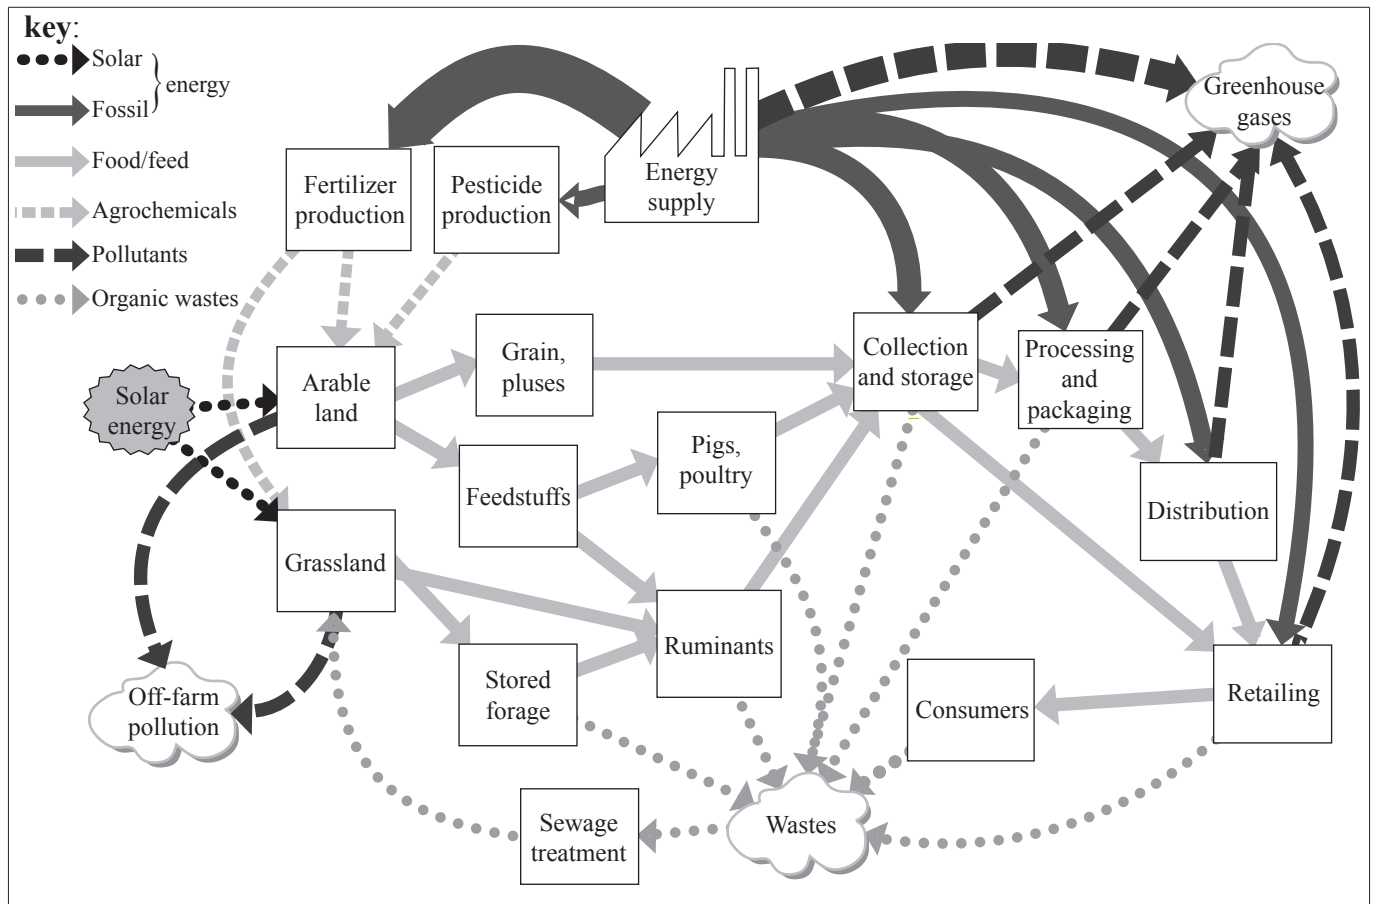 key:
Solar
Fossil
energy
Food/feed
Agrochemicals
Pollutants
Organic wastes
Greenhouse
gases
Energy
supply
Fertilizer
production
Pesticide
production
Solar
energy
Arable
land
Grain,
pluses
Collection
and storage
Processing
and
packaging
Pigs,
poultry
Feedstuffs
Distribution
Grassland
Ruminants
Stored
forage
Off-farm
pollution
Consumers
Retailing
Sewage
treatment
Wastes